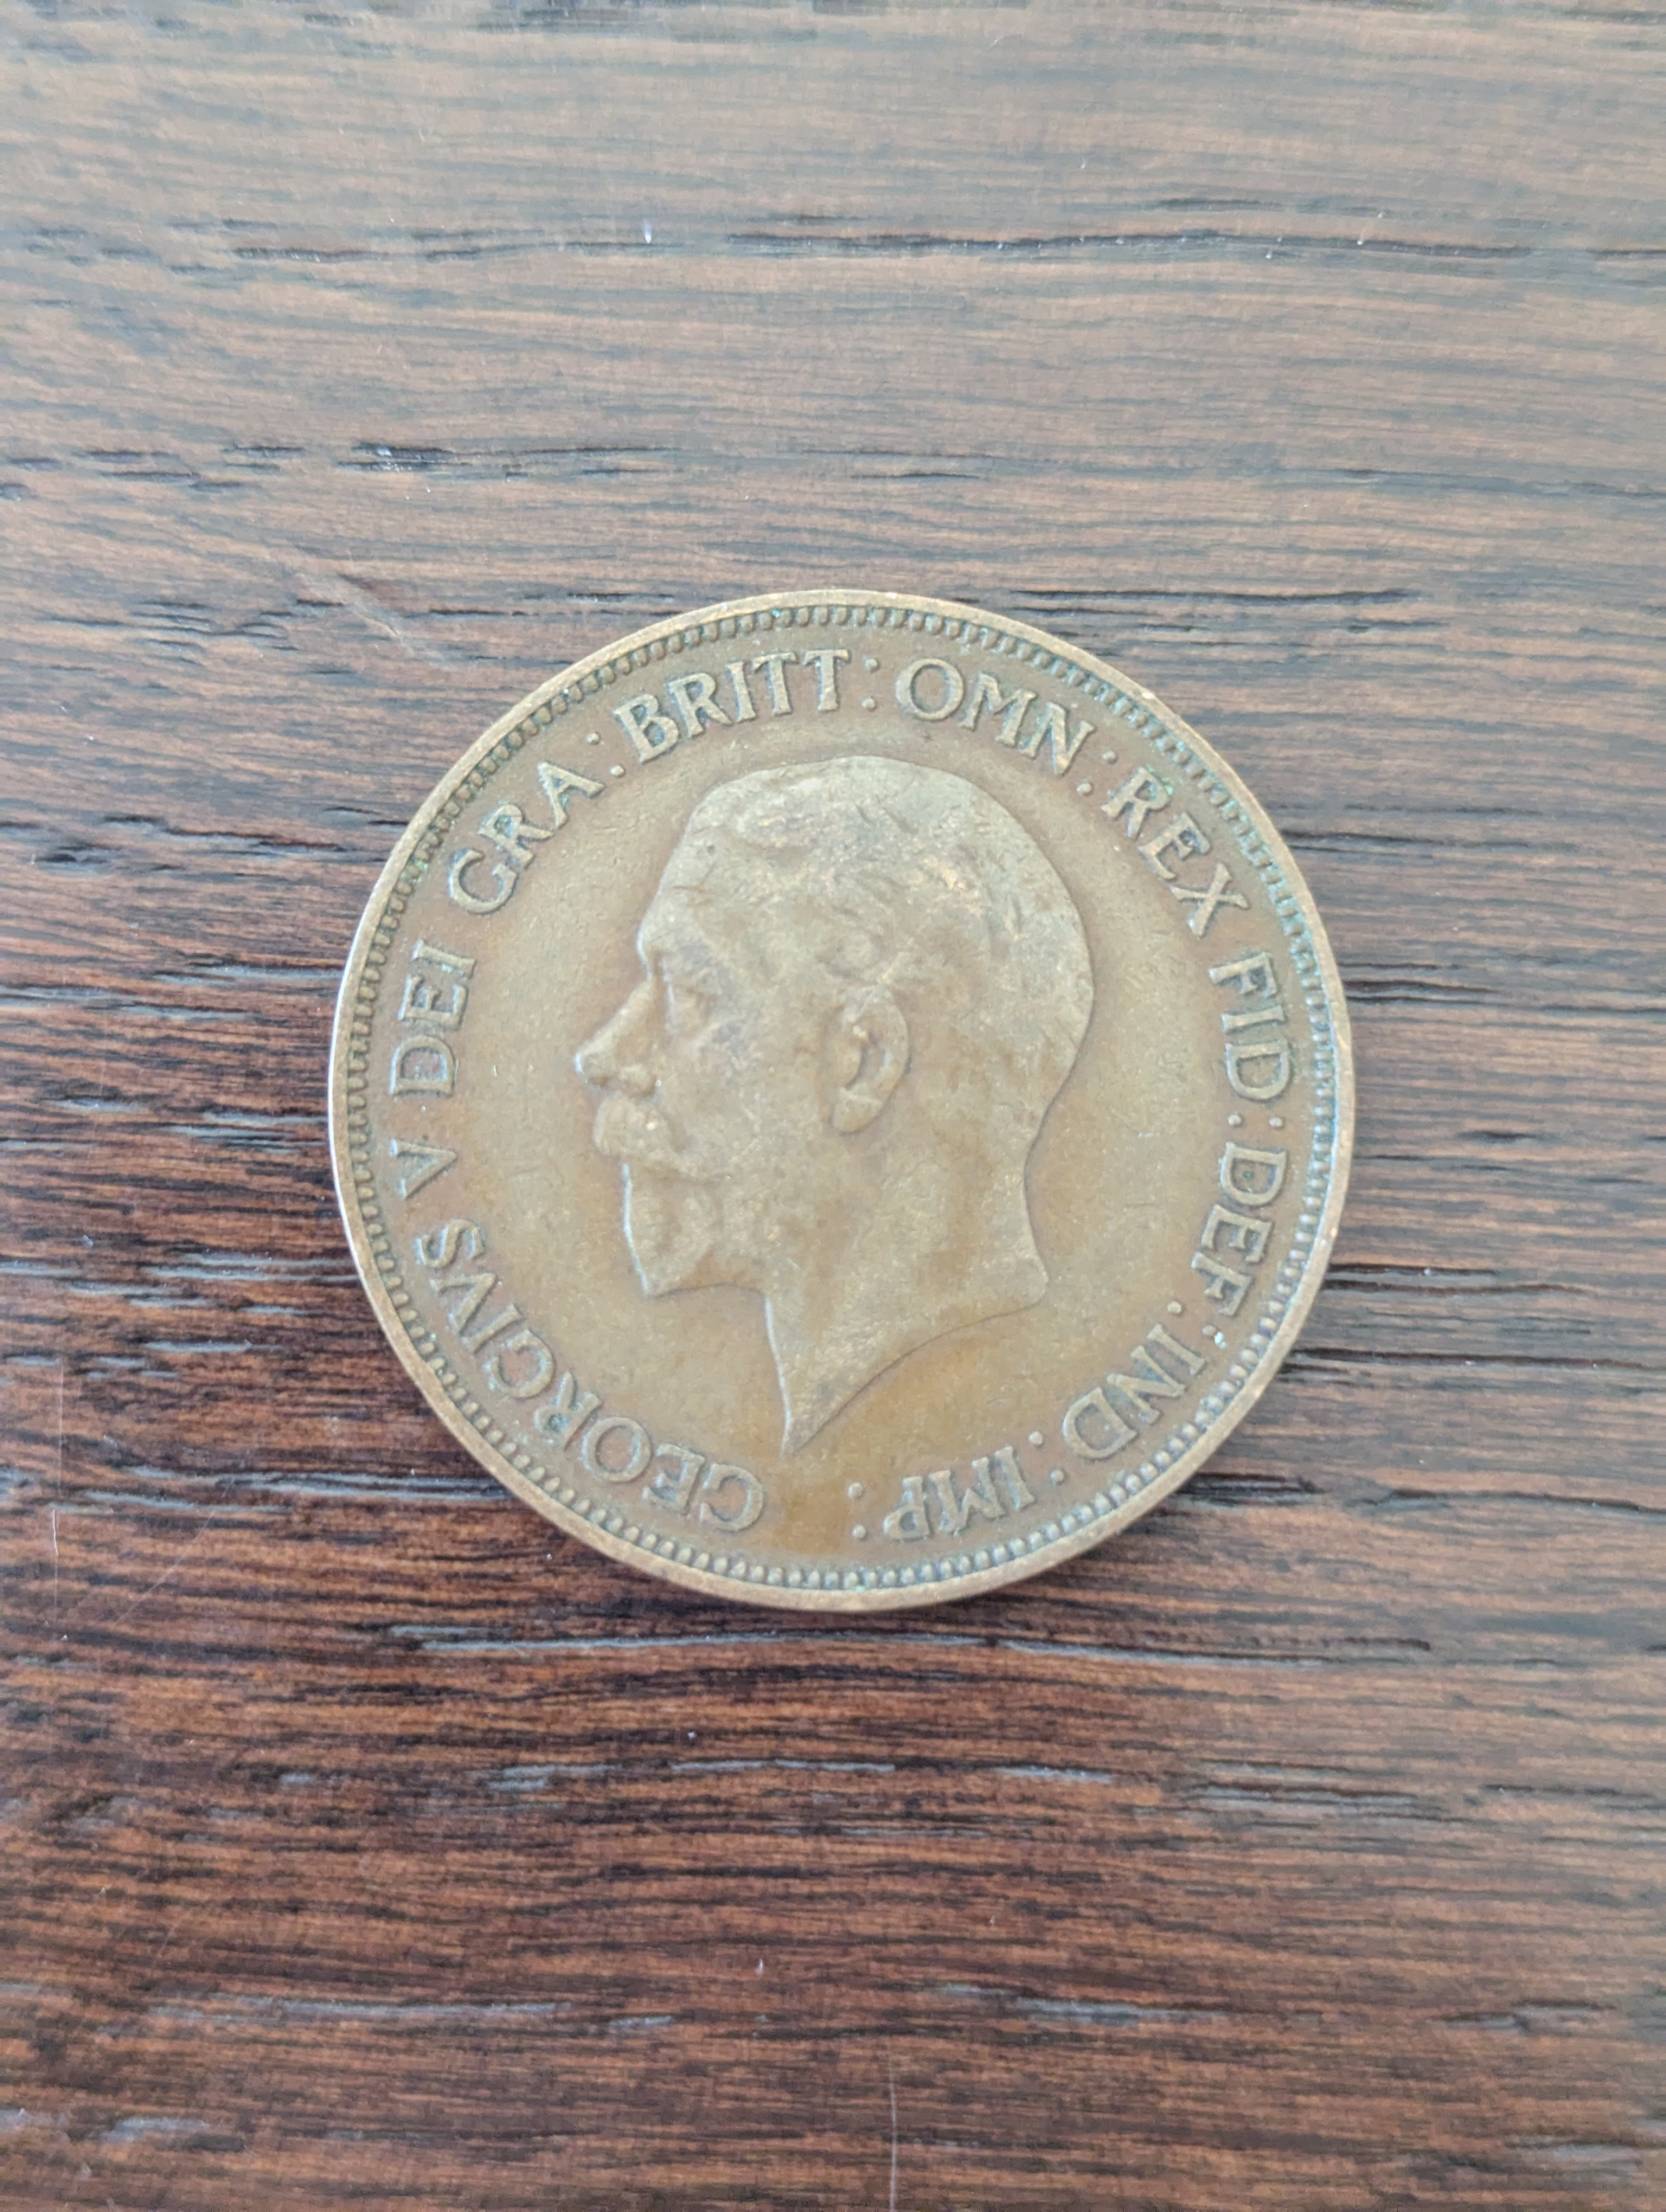 GEORGIVS V DEI GRA: BRITT: OMN: REX FID: DEF: IND: IMP: